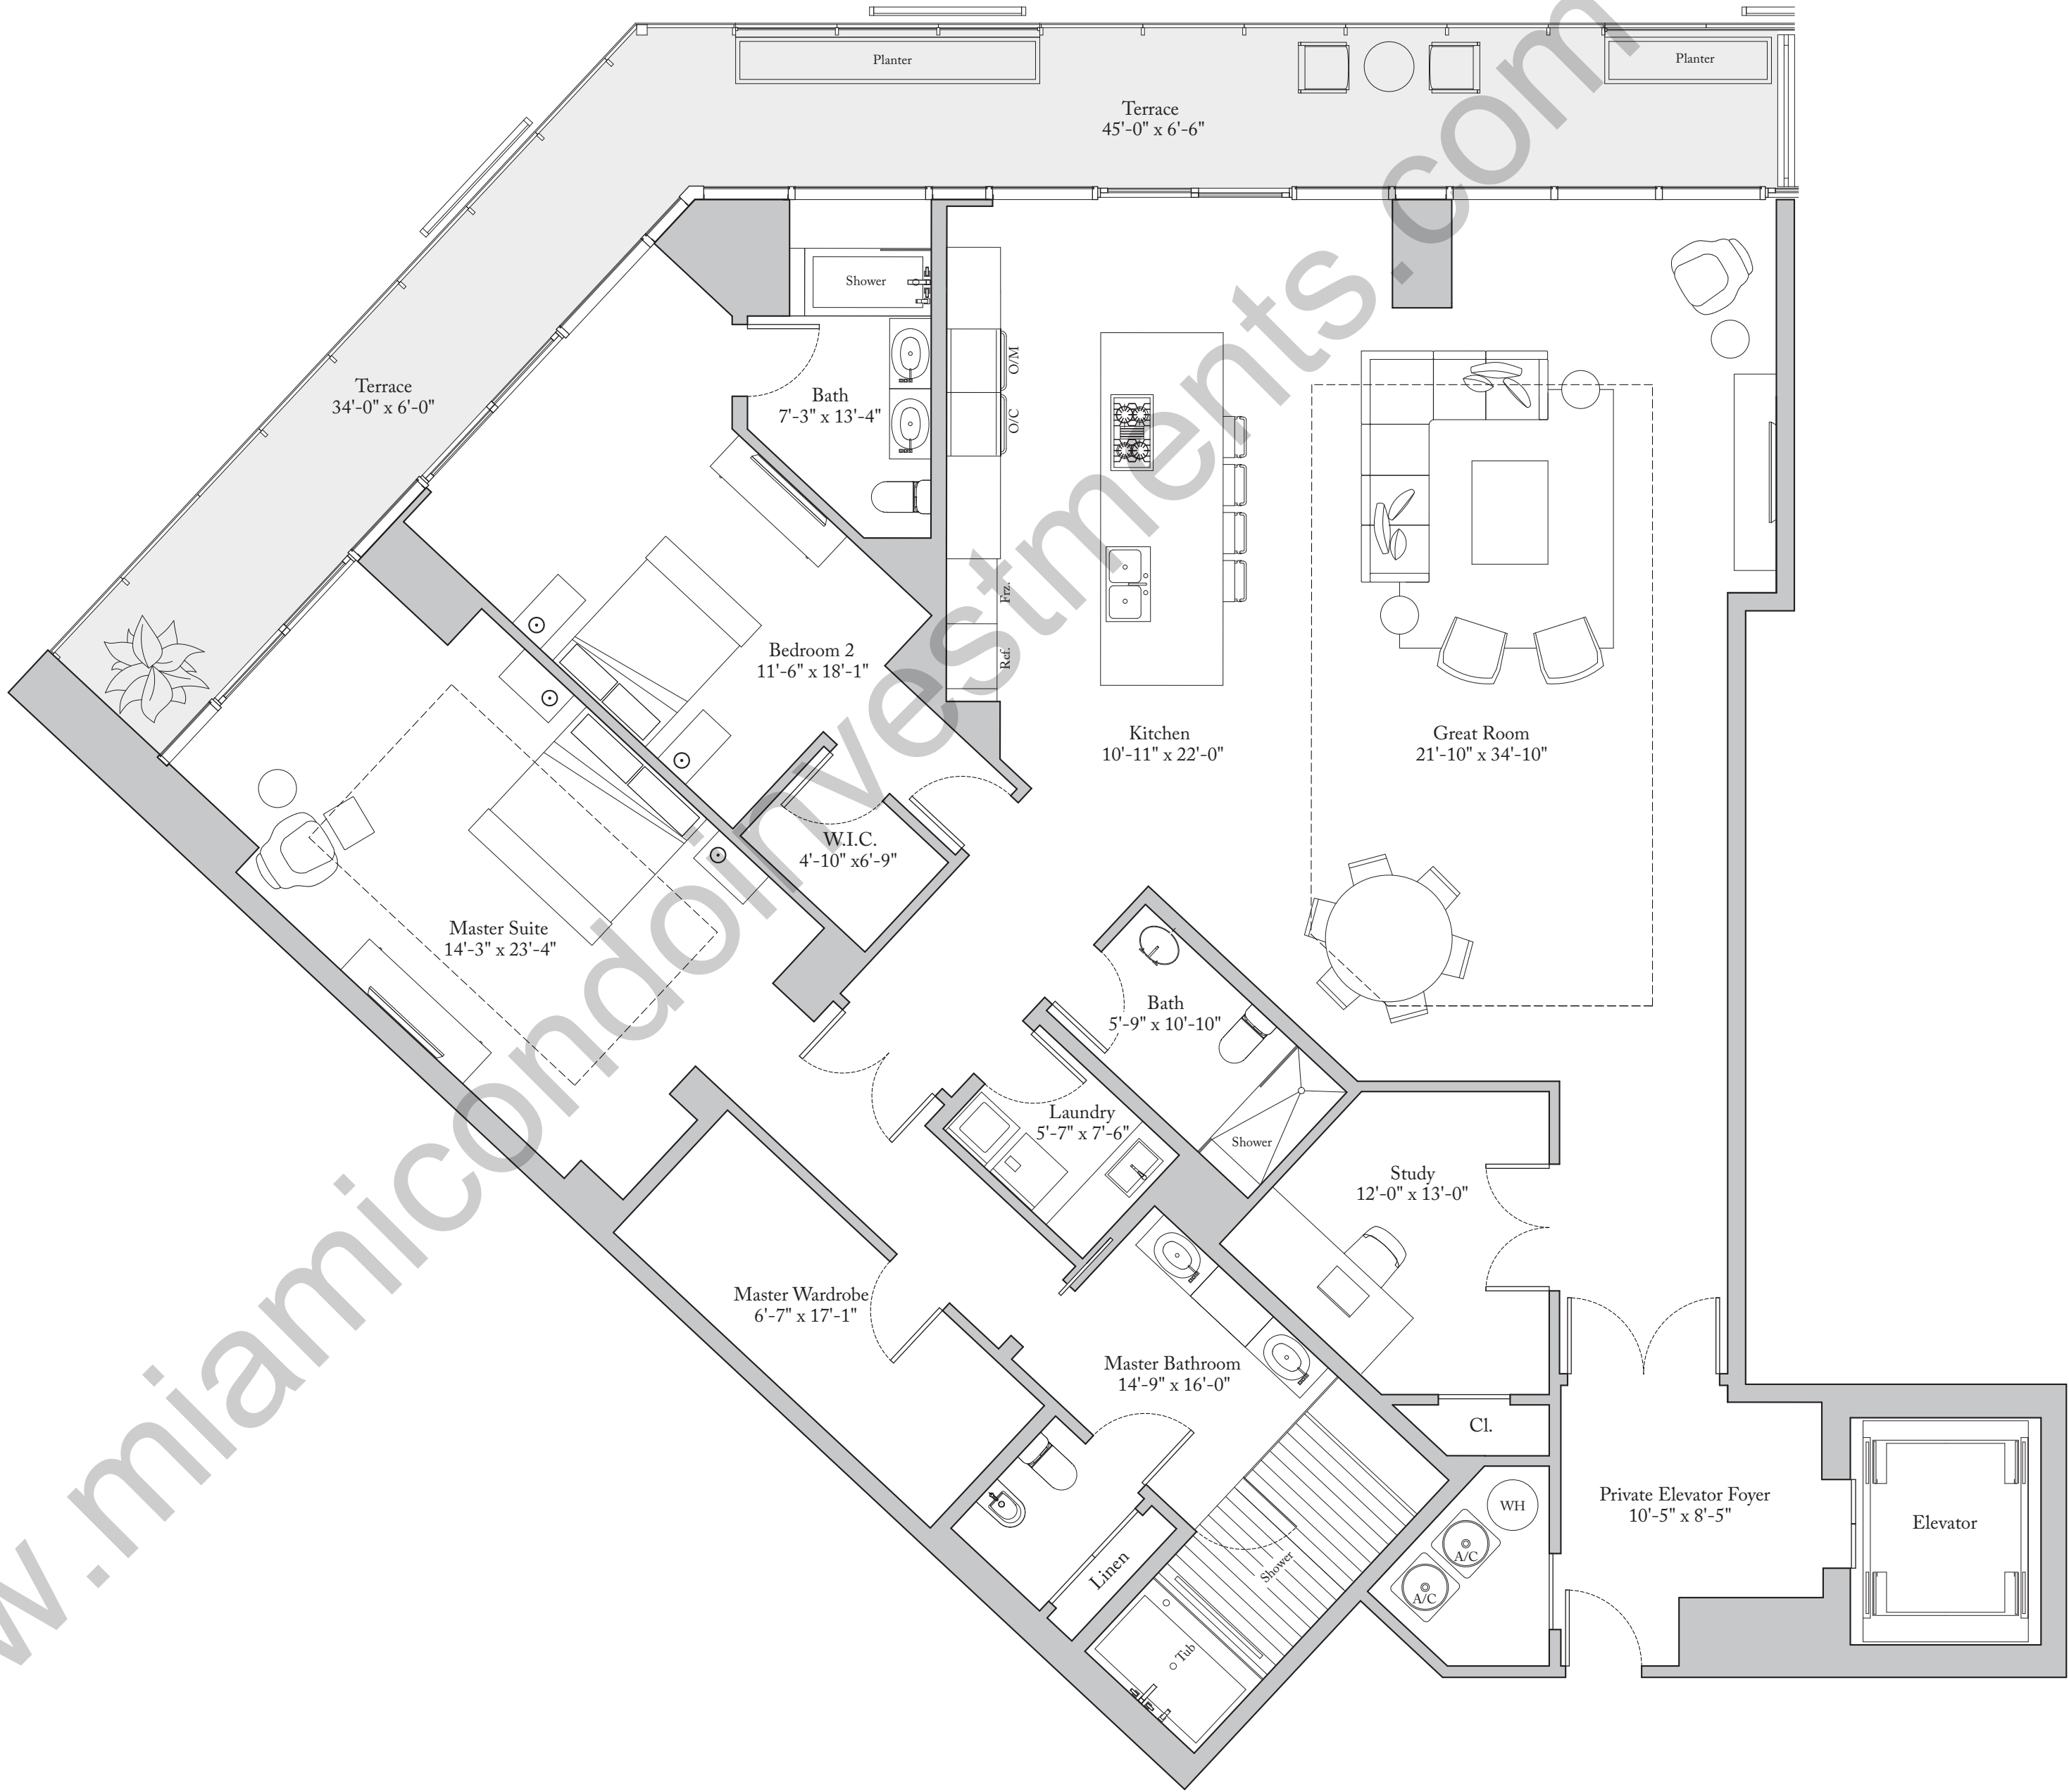 Planter
Planter
Terrace
45'-0" x 6'-6"
Shower
O/M
Terrace
34'-0" x 6'-0"
Bath
7'-3" x 13'-4"
O/C
Frz.
Ref.
Bedroom 2
11'-6" x 18'-1"
Kitchen
10'-11" x 22'-0"
Great Room
21'-10" x 34'-10"
W.I.C.
4'-10" x6'-9"
Master Suite
14'-3" x 23'-4"
Bath
5'-9" x 10'-10"
Laundry
5'-7" x 7'-6"
Shower
Study
12'-0" x 13'-0"
Master Wardrobe
6'-7" x 17'-1"
Master Bathroom
14'-9" x 16'-0"
Cl.
Private Elevator Foyer
10'-5" x 8'-5"
WH
Elevator
A/C
A/C
Linen
Shower
Tub
w.miamicondoinvestments.com